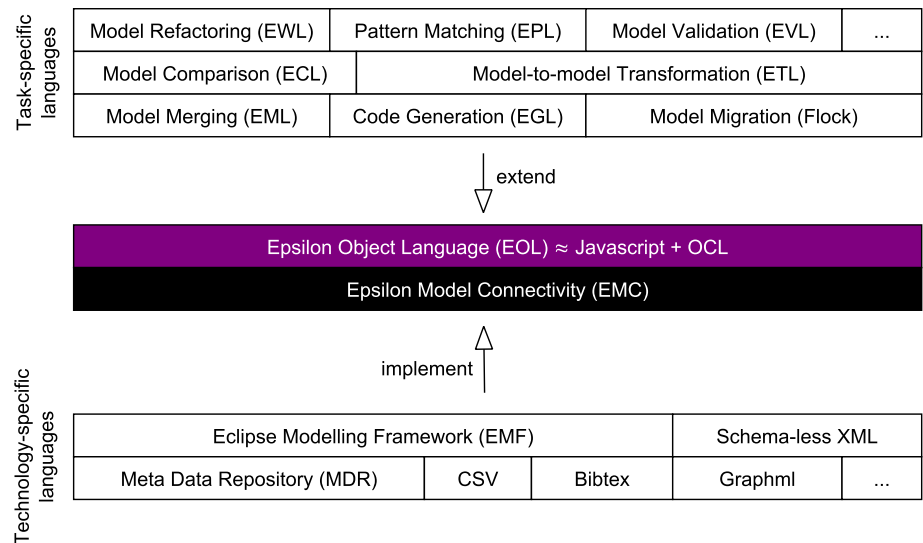 Task-specific
languages
Model Refactoring (EWL)
Pattern Matching (EPL)
Model Validation (EVL)
...
Model Comparison (ECL)
Model-to-model Transformation (ETL)
Model Merging (EML)
Code Generation (EGL)
Model Migration (Flock)
extend
Epsilon Object Language (EOL) ≈ Javascript + OCL
Epsilon Model Connectivity (EMC)
implement
Technology-specific
languages
Eclipse Modelling Framework (EMF)
Schema-less XML
Meta Data Repository (MDR)
CSV
Bibtex
Graphml
...